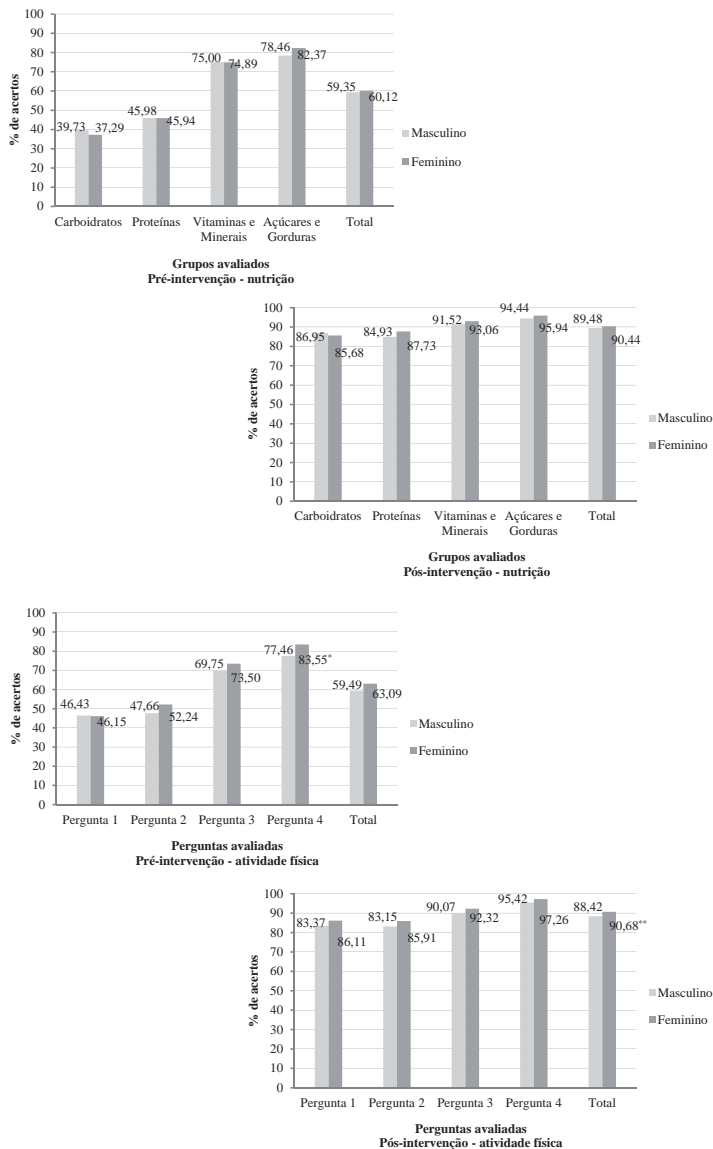 % de acertos
100
90
80
70
60
50
40
30
20
10
0
39,73 37,29
45,98 45,94
75,00 74,89
78,46 82,37
59,35 60,12
Carboidratos Proteínas Vitaminas e Minerais Açúcares e Gorduras Total
Masculino
Feminino
Grupos avaliados
Pré-intervenção - nutrição
% de acertos
100
90
80
70
60
50
40
30
20
10
0
86,95 85,68
84,93 87,73
91,52 93,06
94,44 95,94
89,48 90,44
Carboidratos Proteínas Vitaminas e Minerais Açúcares e Gorduras Total
Masculino
Feminino
Grupos avaliados
Pós-intervenção - nutrição
% de acertos
100
90
80
70
60
50
40
30
20
10
0
46,43 46,15
47,66 52,24
69,75 73,50
77,46 83,55*
59,49 63,09
Pergunta 1 Pergunta 2 Pergunta 3 Pergunta 4 Total
Masculino
Feminino
Perguntas avaliadas
Pré-intervenção - atividade física
% de acertos
100
90
80
70
60
50
40
30
20
10
0
83,37 86,11
83,15 85,91
90,07 92,32
95,42 97,26
88,42 90,68**
Pergunta 1 Pergunta 2 Pergunta 3 Pergunta 4 Total
Masculino
Feminino
Perguntas avaliadas
Pós-intervenção - atividade física